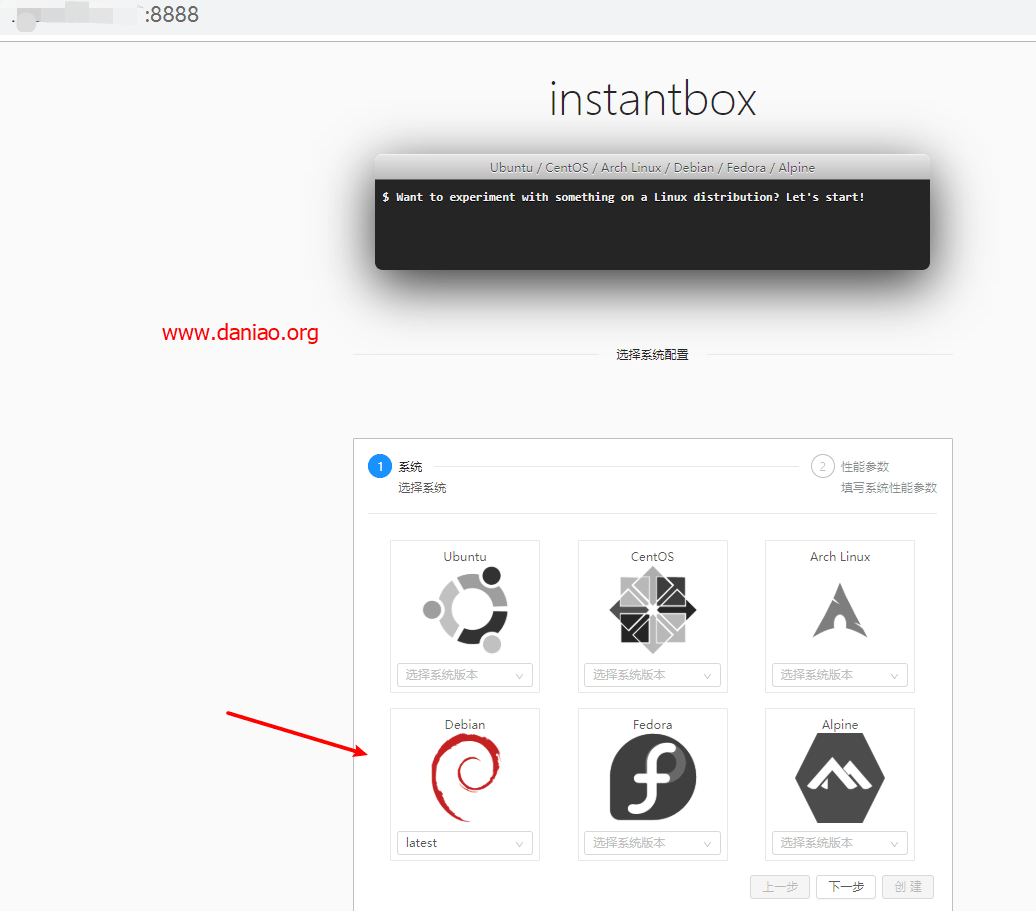 :8888
instantbox
Ubuntu / CentOS / Arch Linux / Debian / Fedora / Alpine
$ Want to experiment with something on a Linux distribution? Let's start!
www.daniao.org
选择系统配置
1 系统
选择系统
2 性能参数
填写系统性能参数
Ubuntu CentOS Arch Linux
选择系统版本 选择系统版本 选择系统版本
Debian Fedora Alpine
latest 选择系统版本 选择系统版本
上一步 下一步 创 建